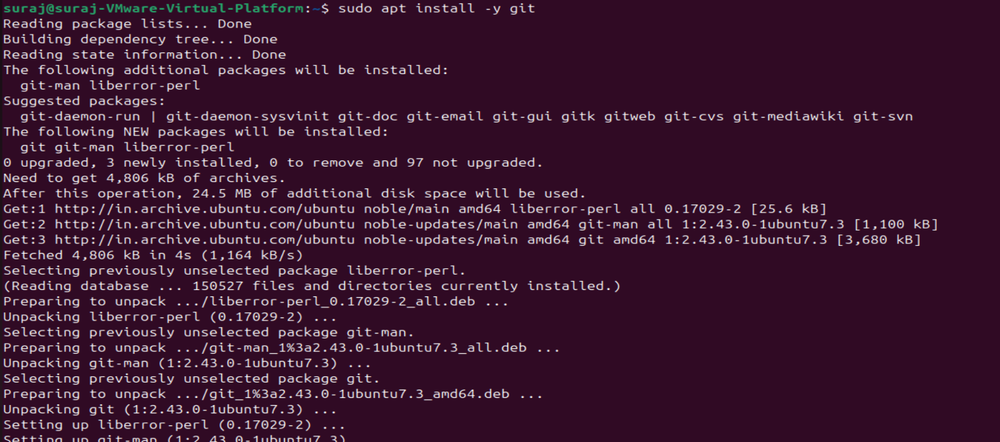 suraj@suraj-VMware-Virtual-Platform:~$ sudo apt install -y git
Reading package lists... Done
Building dependency tree... Done
Reading state information... Done
The following additional packages will be installed:
  git-man liberror-perl
Suggested packages:
  git-daemon-run | git-daemon-sysvinit git-doc git-email git-gui gitk gitweb git-cvs git-mediawiki git-svn
The following NEW packages will be installed:
  git git-man liberror-perl
0 upgraded, 3 newly installed, 0 to remove and 97 not upgraded.
Need to get 4,806 kB of archives.
After this operation, 24.5 MB of additional disk space will be used.
Get:1 http://in.archive.ubuntu.com/ubuntu noble/main amd64 liberror-perl all 0.17029-2 [25.6 kB]
Get:2 http://in.archive.ubuntu.com/ubuntu noble-updates/main amd64 git-man all 1:2.43.0-1ubuntu7.3 [1,100 kB]
Get:3 http://in.archive.ubuntu.com/ubuntu noble-updates/main amd64 git amd64 1:2.43.0-1ubuntu7.3 [3,680 kB]
Fetched 4,806 kB in 4s (1,164 kB/s)
Selecting previously unselected package liberror-perl.
(Reading database ... 150527 files and directories currently installed.)
Preparing to unpack .../liberror-perl_0.17029-2_all.deb ...
Unpacking liberror-perl (0.17029-2) ...
Selecting previously unselected package git-man.
Preparing to unpack .../git-man_1%3a2.43.0-1ubuntu7.3_all.deb ...
Unpacking git-man (1:2.43.0-1ubuntu7.3) ...
Selecting previously unselected package git.
Preparing to unpack .../git_1%3a2.43.0-1ubuntu7.3_amd64.deb ...
Unpacking git (1:2.43.0-1ubuntu7.3) ...
Setting up liberror-perl (0.17029-2) ...
Setting up git-man (1:2.43.0-1ubuntu7.3)